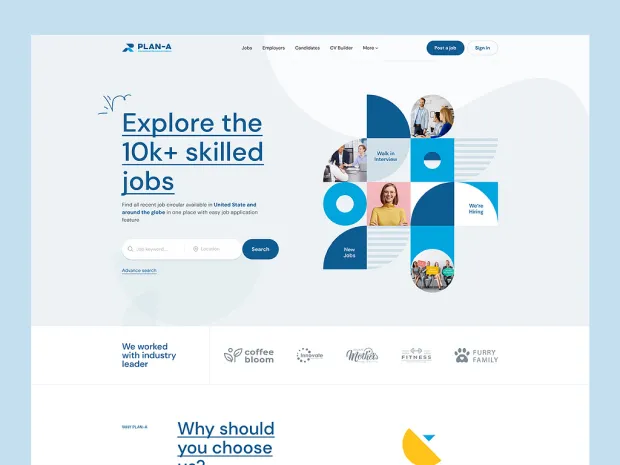 PLAN-A
Jobs
Employers
Candidates
CV Builder
More
Post a job
Sign in
Explore the
10k+ skilled
jobs
Find all recent job circular available in United State and
around the globe in one place with easy job application
feature
Job keyword...
Location
Search
Advance search
Walk in
Interview
We're
Hiring
New
Jobs
We worked
with industry
leader
coffee
bloom
innovate
Mothers
FITNESS
FURRY
FAMILY
WHY PLAN-A
Why should
you choose
us?